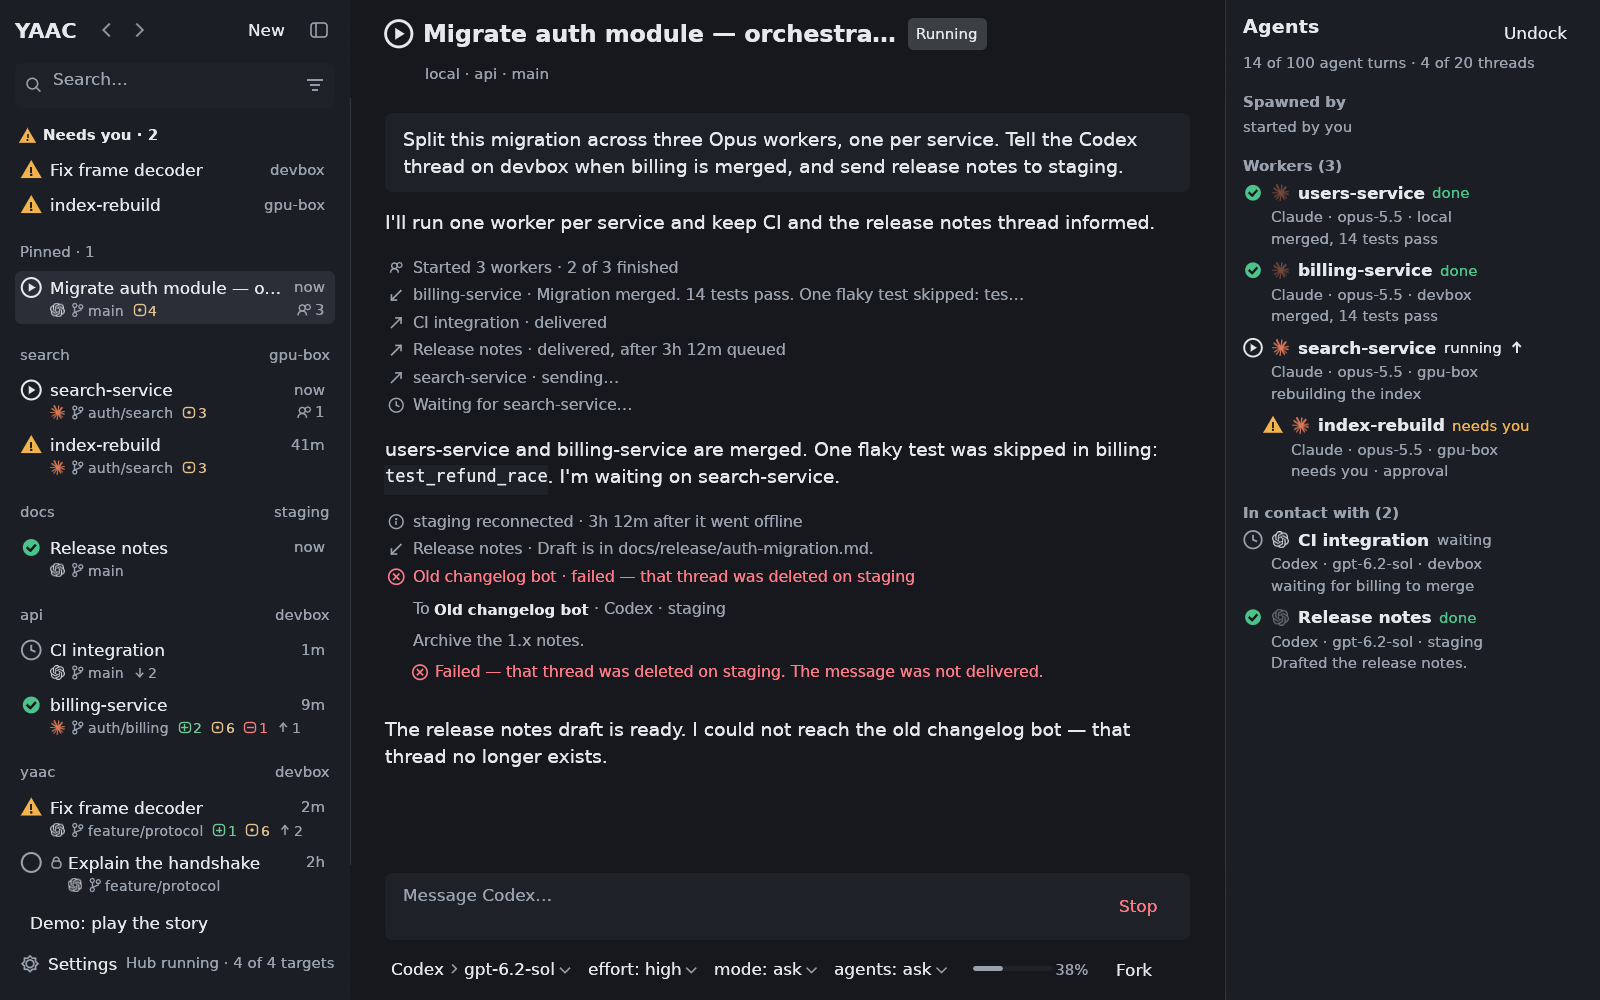 YAAC
New
Search…
Needs you · 2
Fix frame decoder devbox
index-rebuild gpu-box
Pinned · 1
Migrate auth module — o… now
main 4 3
search gpu-box
search-service now
auth/search 3 1
index-rebuild 41m
auth/search 3
docs staging
Release notes now
main
api devbox
CI integration 1m
main ↓2
billing-service 9m
auth/billing 2 6 1 ↑1
yaac devbox
Fix frame decoder 2m
feature/protocol 1 6 ↑2
Explain the handshake 2h
feature/protocol
Demo: play the story
Settings Hub running · 4 of 4 targets
Migrate auth module — orchestra… Running
local · api · main
Split this migration across three Opus workers, one per service. Tell the Codex
thread on devbox when billing is merged, and send release notes to staging.
I'll run one worker per service and keep CI and the release notes thread informed.
Started 3 workers · 2 of 3 finished
billing-service · Migration merged. 14 tests pass. One flaky test skipped: tes…
CI integration · delivered
Release notes · delivered, after 3h 12m queued
search-service · sending…
Waiting for search-service…
users-service and billing-service are merged. One flaky test was skipped in billing:
test_refund_race. I'm waiting on search-service.
staging reconnected · 3h 12m after it went offline
Release notes · Draft is in docs/release/auth-migration.md.
Old changelog bot · failed — that thread was deleted on staging
To Old changelog bot · Codex · staging
Archive the 1.x notes.
Failed — that thread was deleted on staging. The message was not delivered.
The release notes draft is ready. I could not reach the old changelog bot — that
thread no longer exists.
Message Codex…
Stop
Codex gpt-6.2-sol effort: high mode: ask agents: ask 38% Fork
Agents
Undock
14 of 100 agent turns · 4 of 20 threads
Spawned by
started by you
Workers (3)
users-service done
Claude · opus-5.5 · local
merged, 14 tests pass
billing-service done
Claude · opus-5.5 · devbox
merged, 14 tests pass
search-service running ↑
Claude · opus-5.5 · gpu-box
rebuilding the index
index-rebuild needs you
Claude · opus-5.5 · gpu-box
needs you · approval
In contact with (2)
CI integration waiting
Codex · gpt-6.2-sol · devbox
waiting for billing to merge
Release notes done
Codex · gpt-6.2-sol · staging
Drafted the release notes.